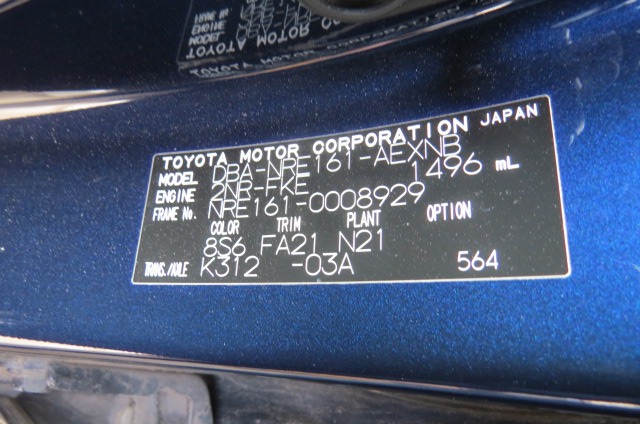 TOYOTA MOTOR CORPORATION JAPAN
MODEL DBA-NRE161-AEXNB
ENGINE 2NR-FKE 1496 mL
FRAME No. NRE161-0008929
COLOR TRIM PLANT OPTION
8S6 FA21 N21
TRANS./AXLE K312 -03A 564